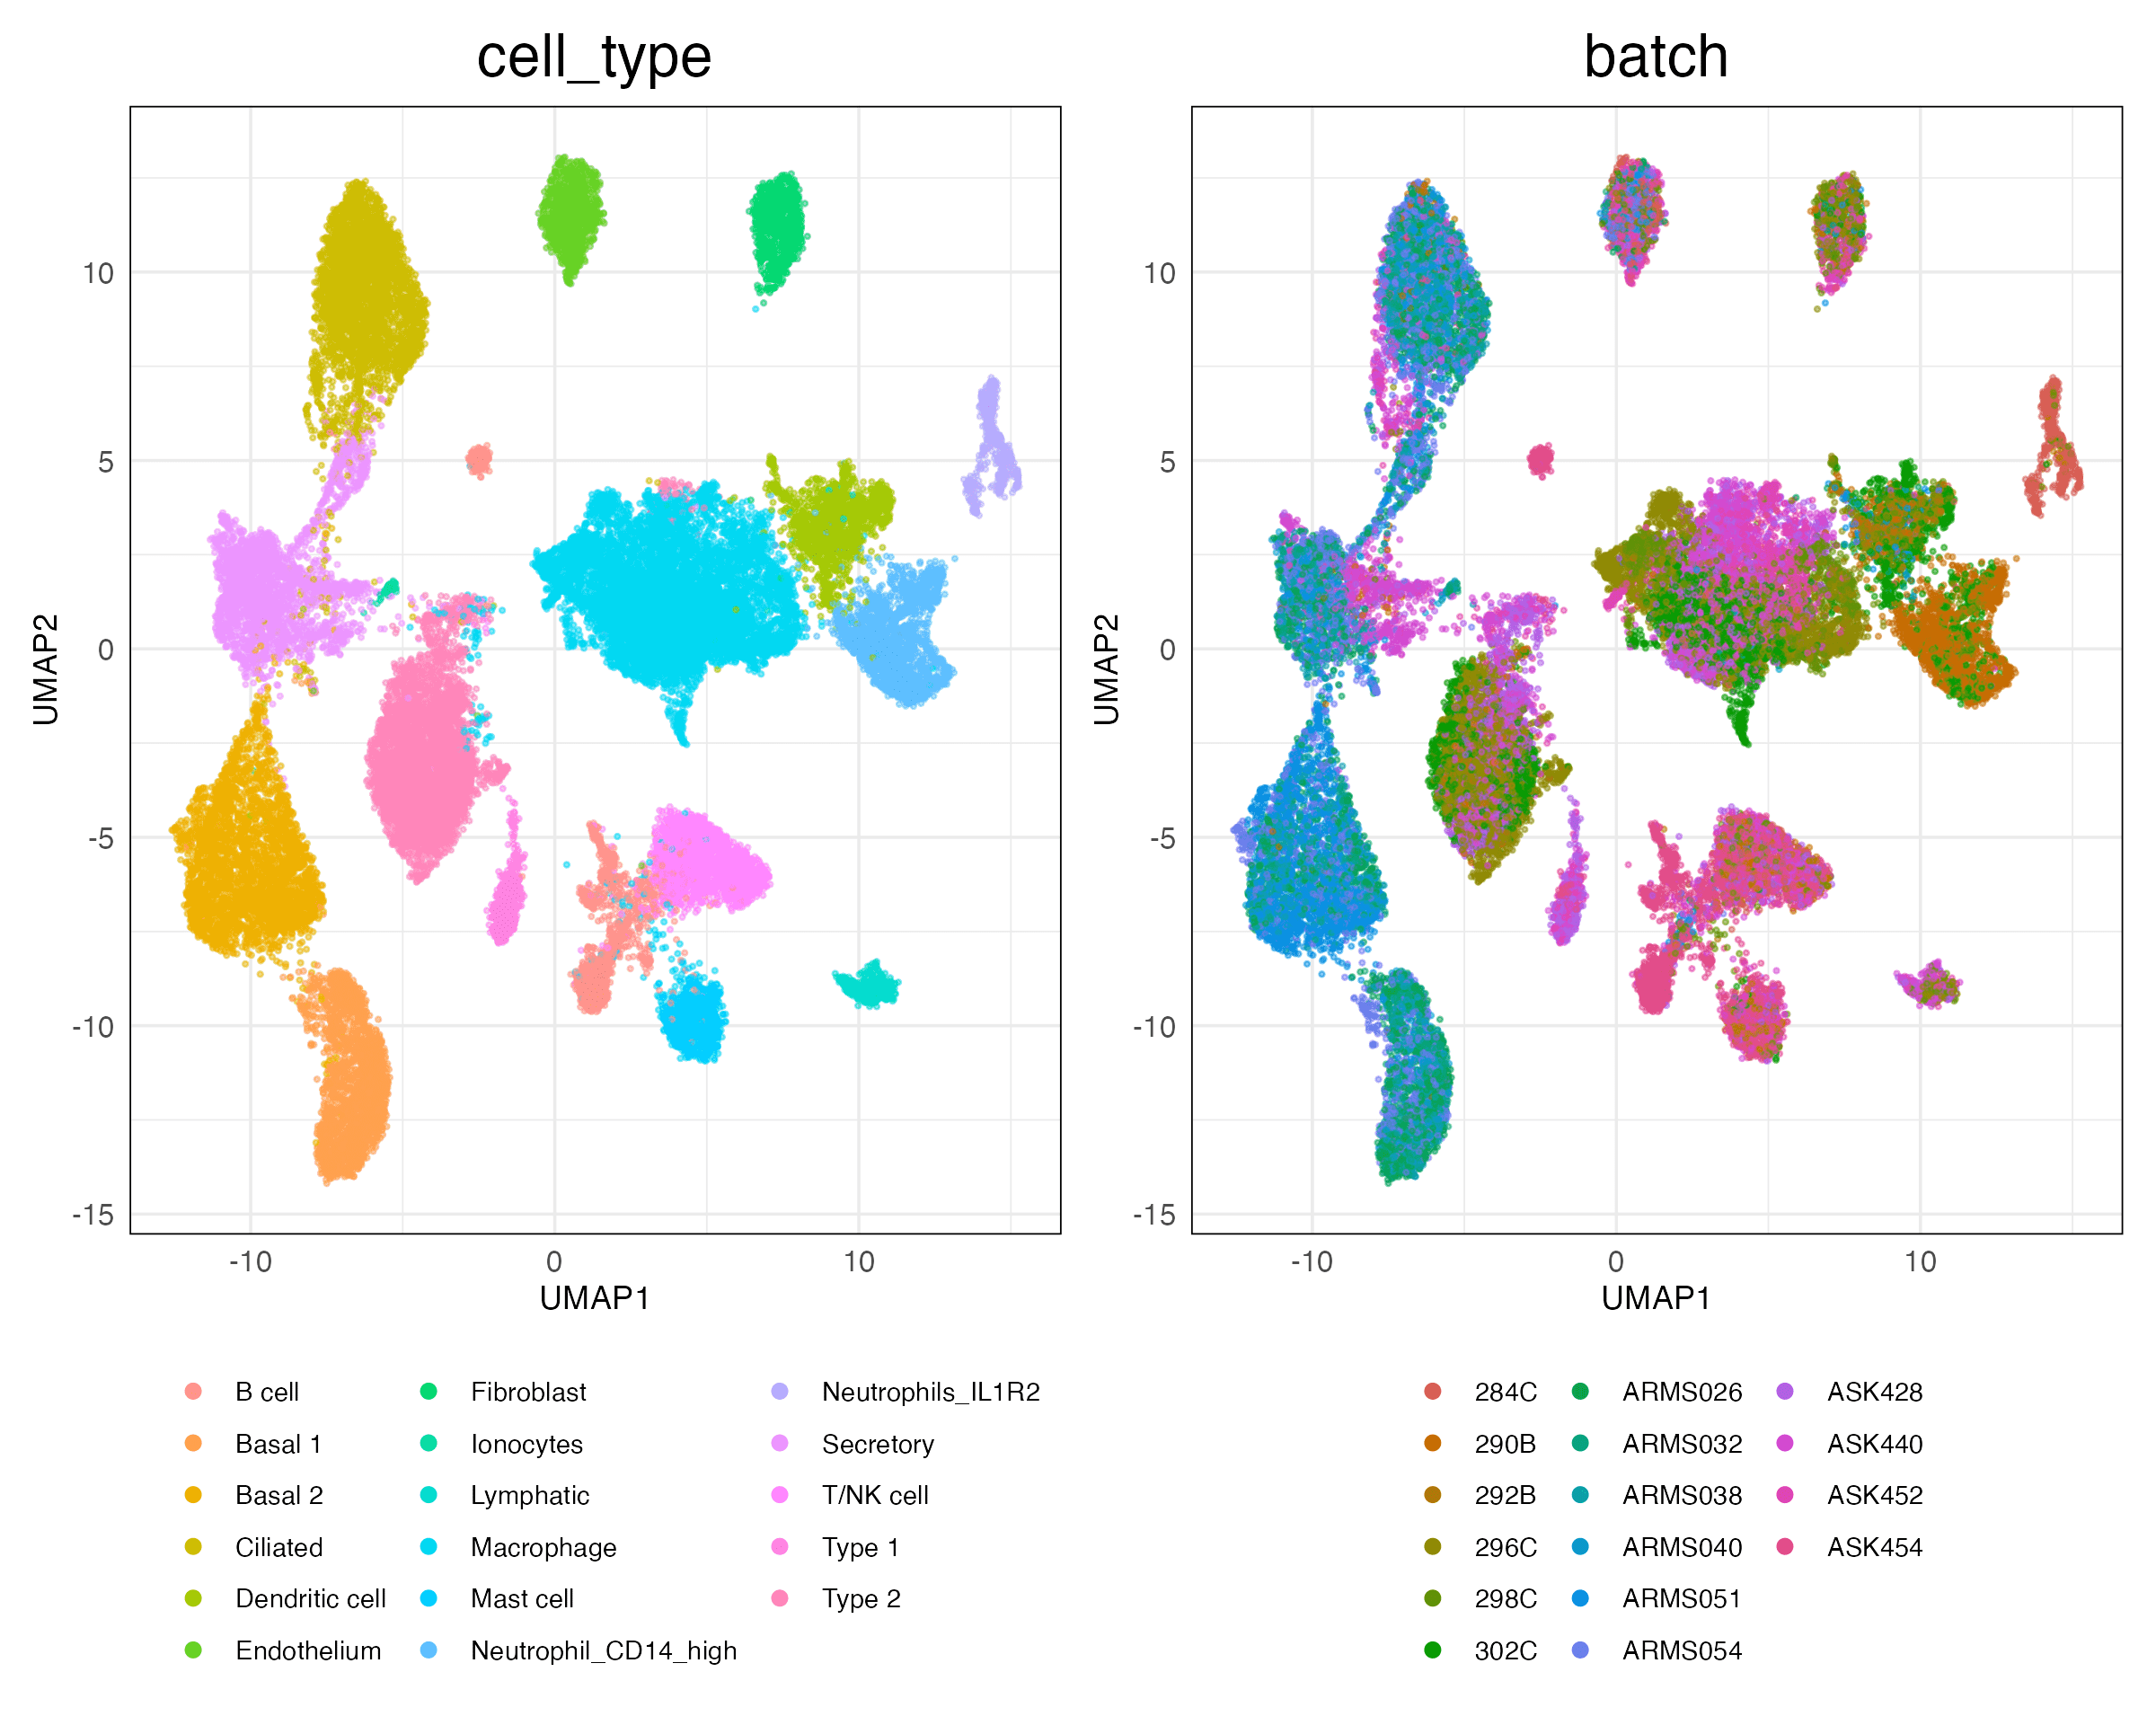 cell_type
batch
UMAP2
10
5
0
-5
-10
-15
-10
0
10
UMAP1
UMAP2
10
5
0
-5
-10
-15
-10
0
10
UMAP1
B cell
Basal 1
Basal 2
Ciliated
Dendritic cell
Endothelium
Fibroblast
Ionocytes
Lymphatic
Macrophage
Mast cell
Neutrophil_CD14_high
Neutrophils_IL1R2
Secretory
T/NK cell
Type 1
Type 2
284C
290B
292B
296C
298C
302C
ARMS026
ARMS032
ARMS038
ARMS040
ARMS051
ARMS054
ASK428
ASK440
ASK452
ASK454